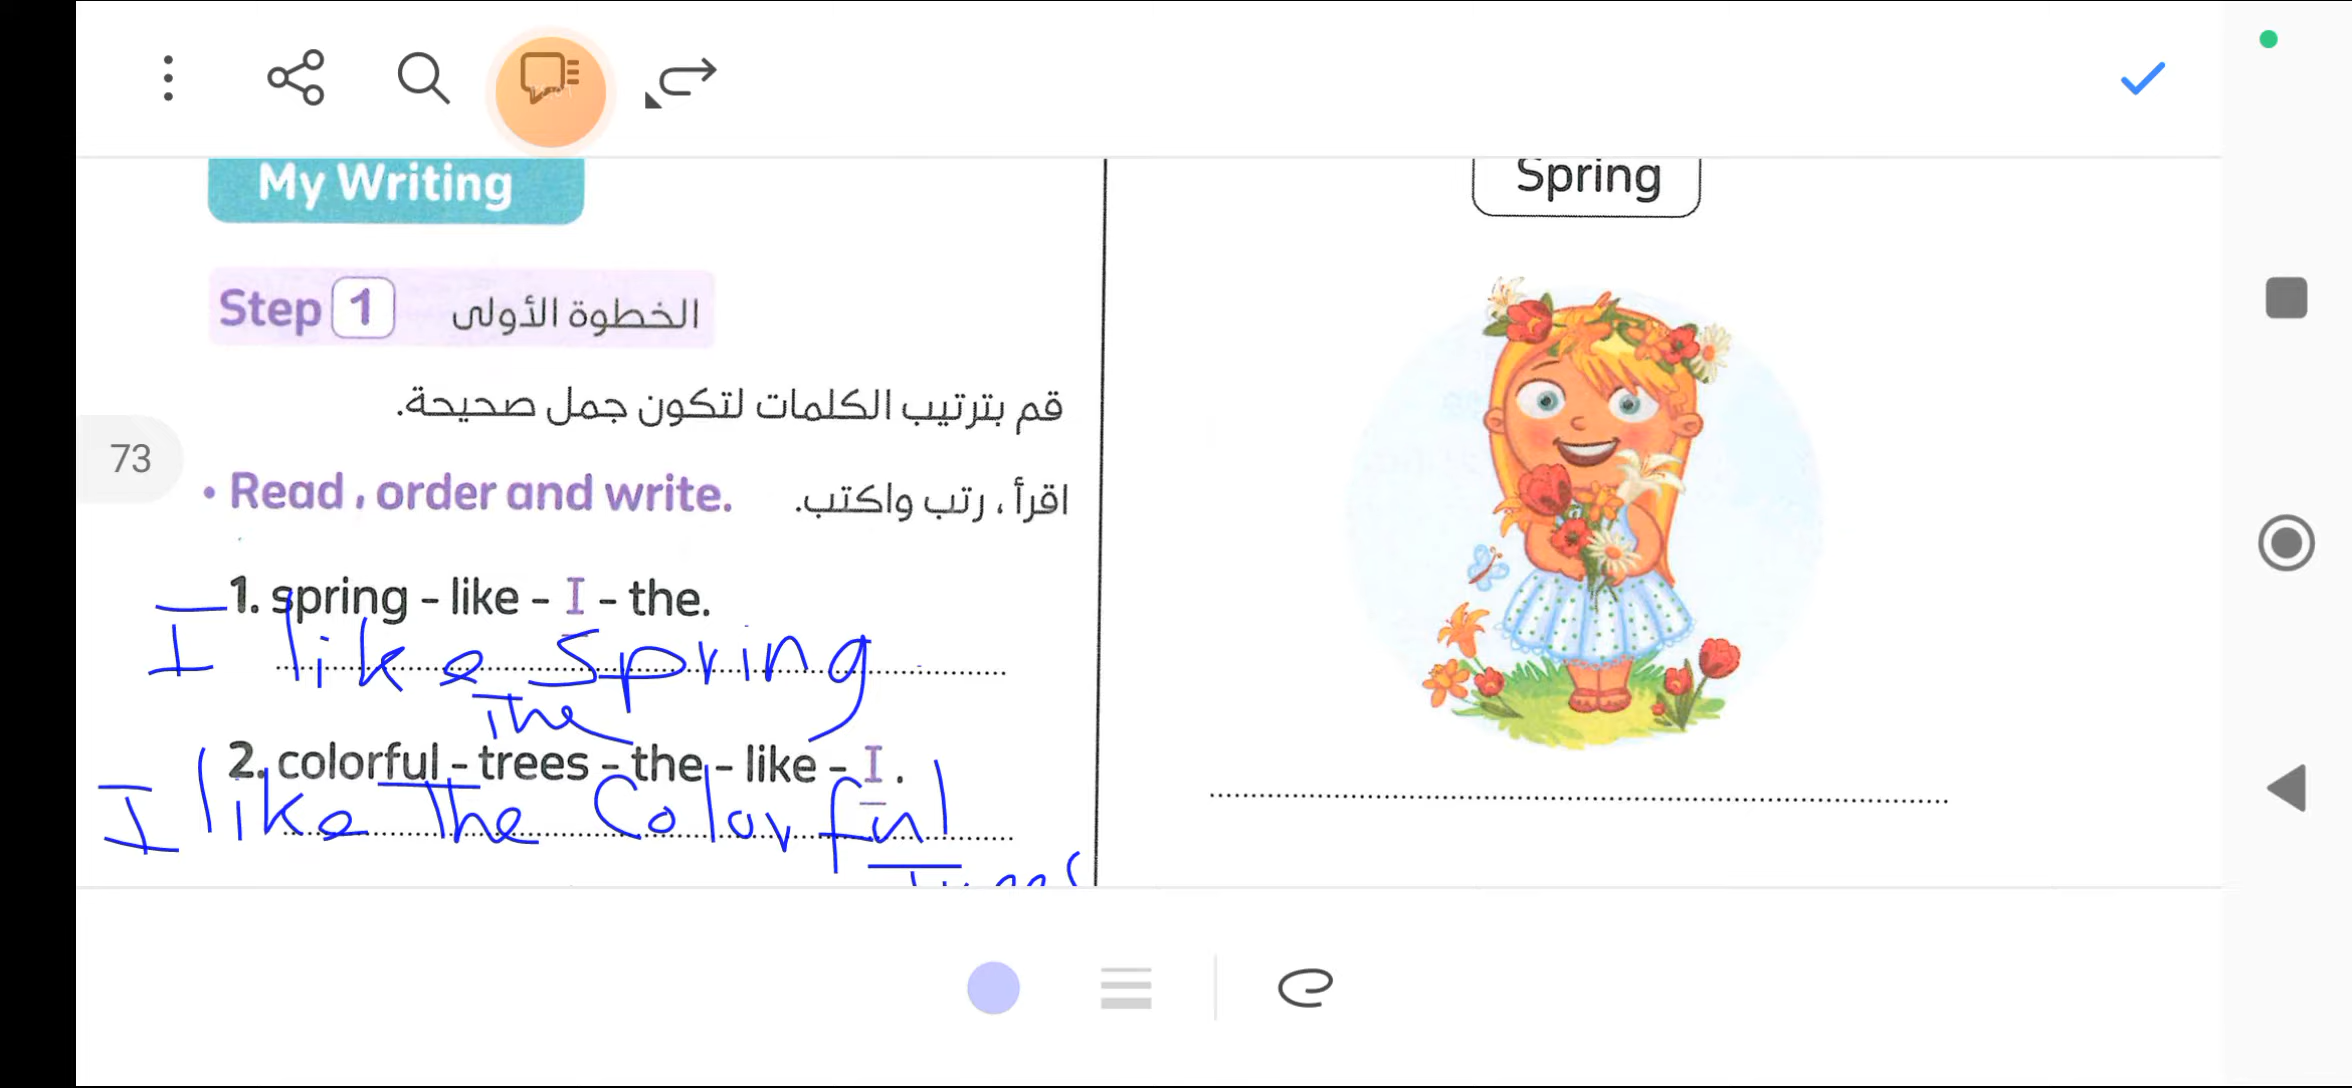 My Writing
Spring
Step 1 الخطوة الأولى
قم بترتيب الكلمات لتكون جمل صحيحة.
73
• Read, order and write. اقرأ، رتب واكتب.
1. spring - like - I - the.
I like Spring
The
2. colorful - trees - the - like - I.
I like The Colorful